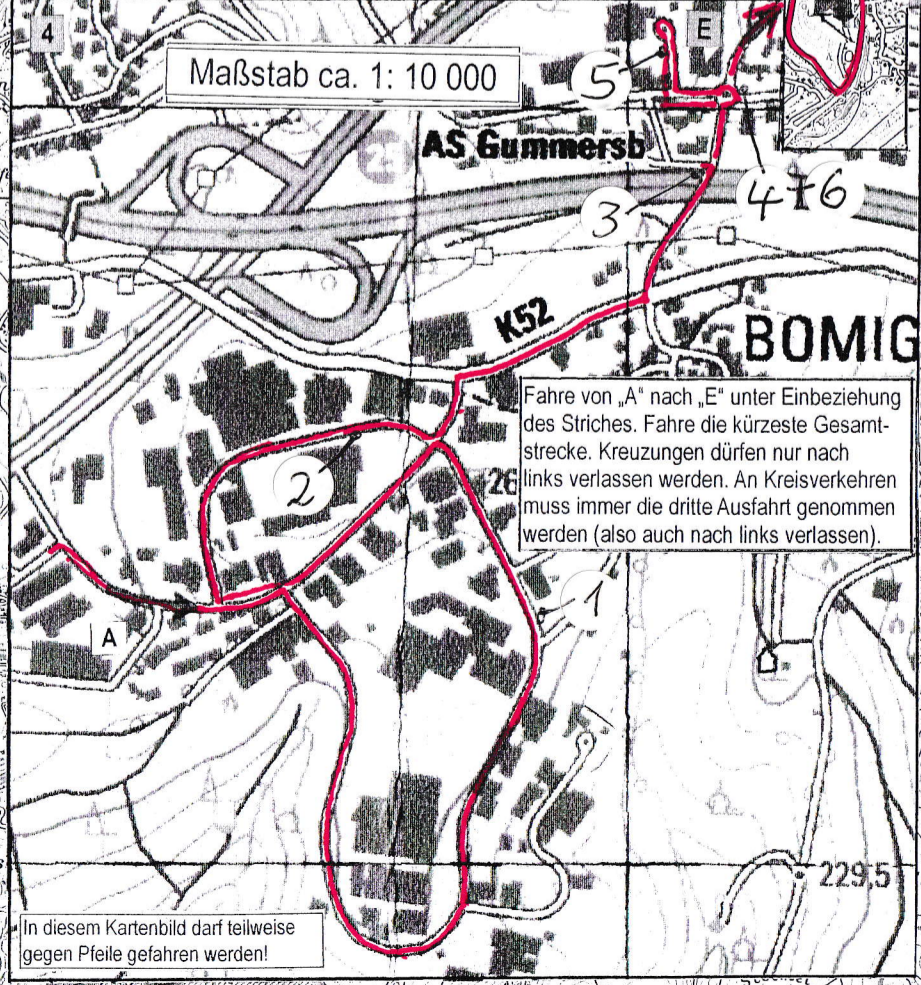 4
E
Maßstab ca. 1: 10 000
5
AS Gummersb
3
4+6
K52
BOMIG
Fahre von „A" nach „E" unter Einbeziehung
des Striches. Fahre die kürzeste Gesamt-
strecke. Kreuzungen dürfen nur nach
links verlassen werden. An Kreisverkehren
muss immer die dritte Ausfahrt genommen
werden (also auch nach links verlassen).
2
26
1
A
229,5
In diesem Kartenbild darf teilweise
gegen Pfeile gefahren werden!